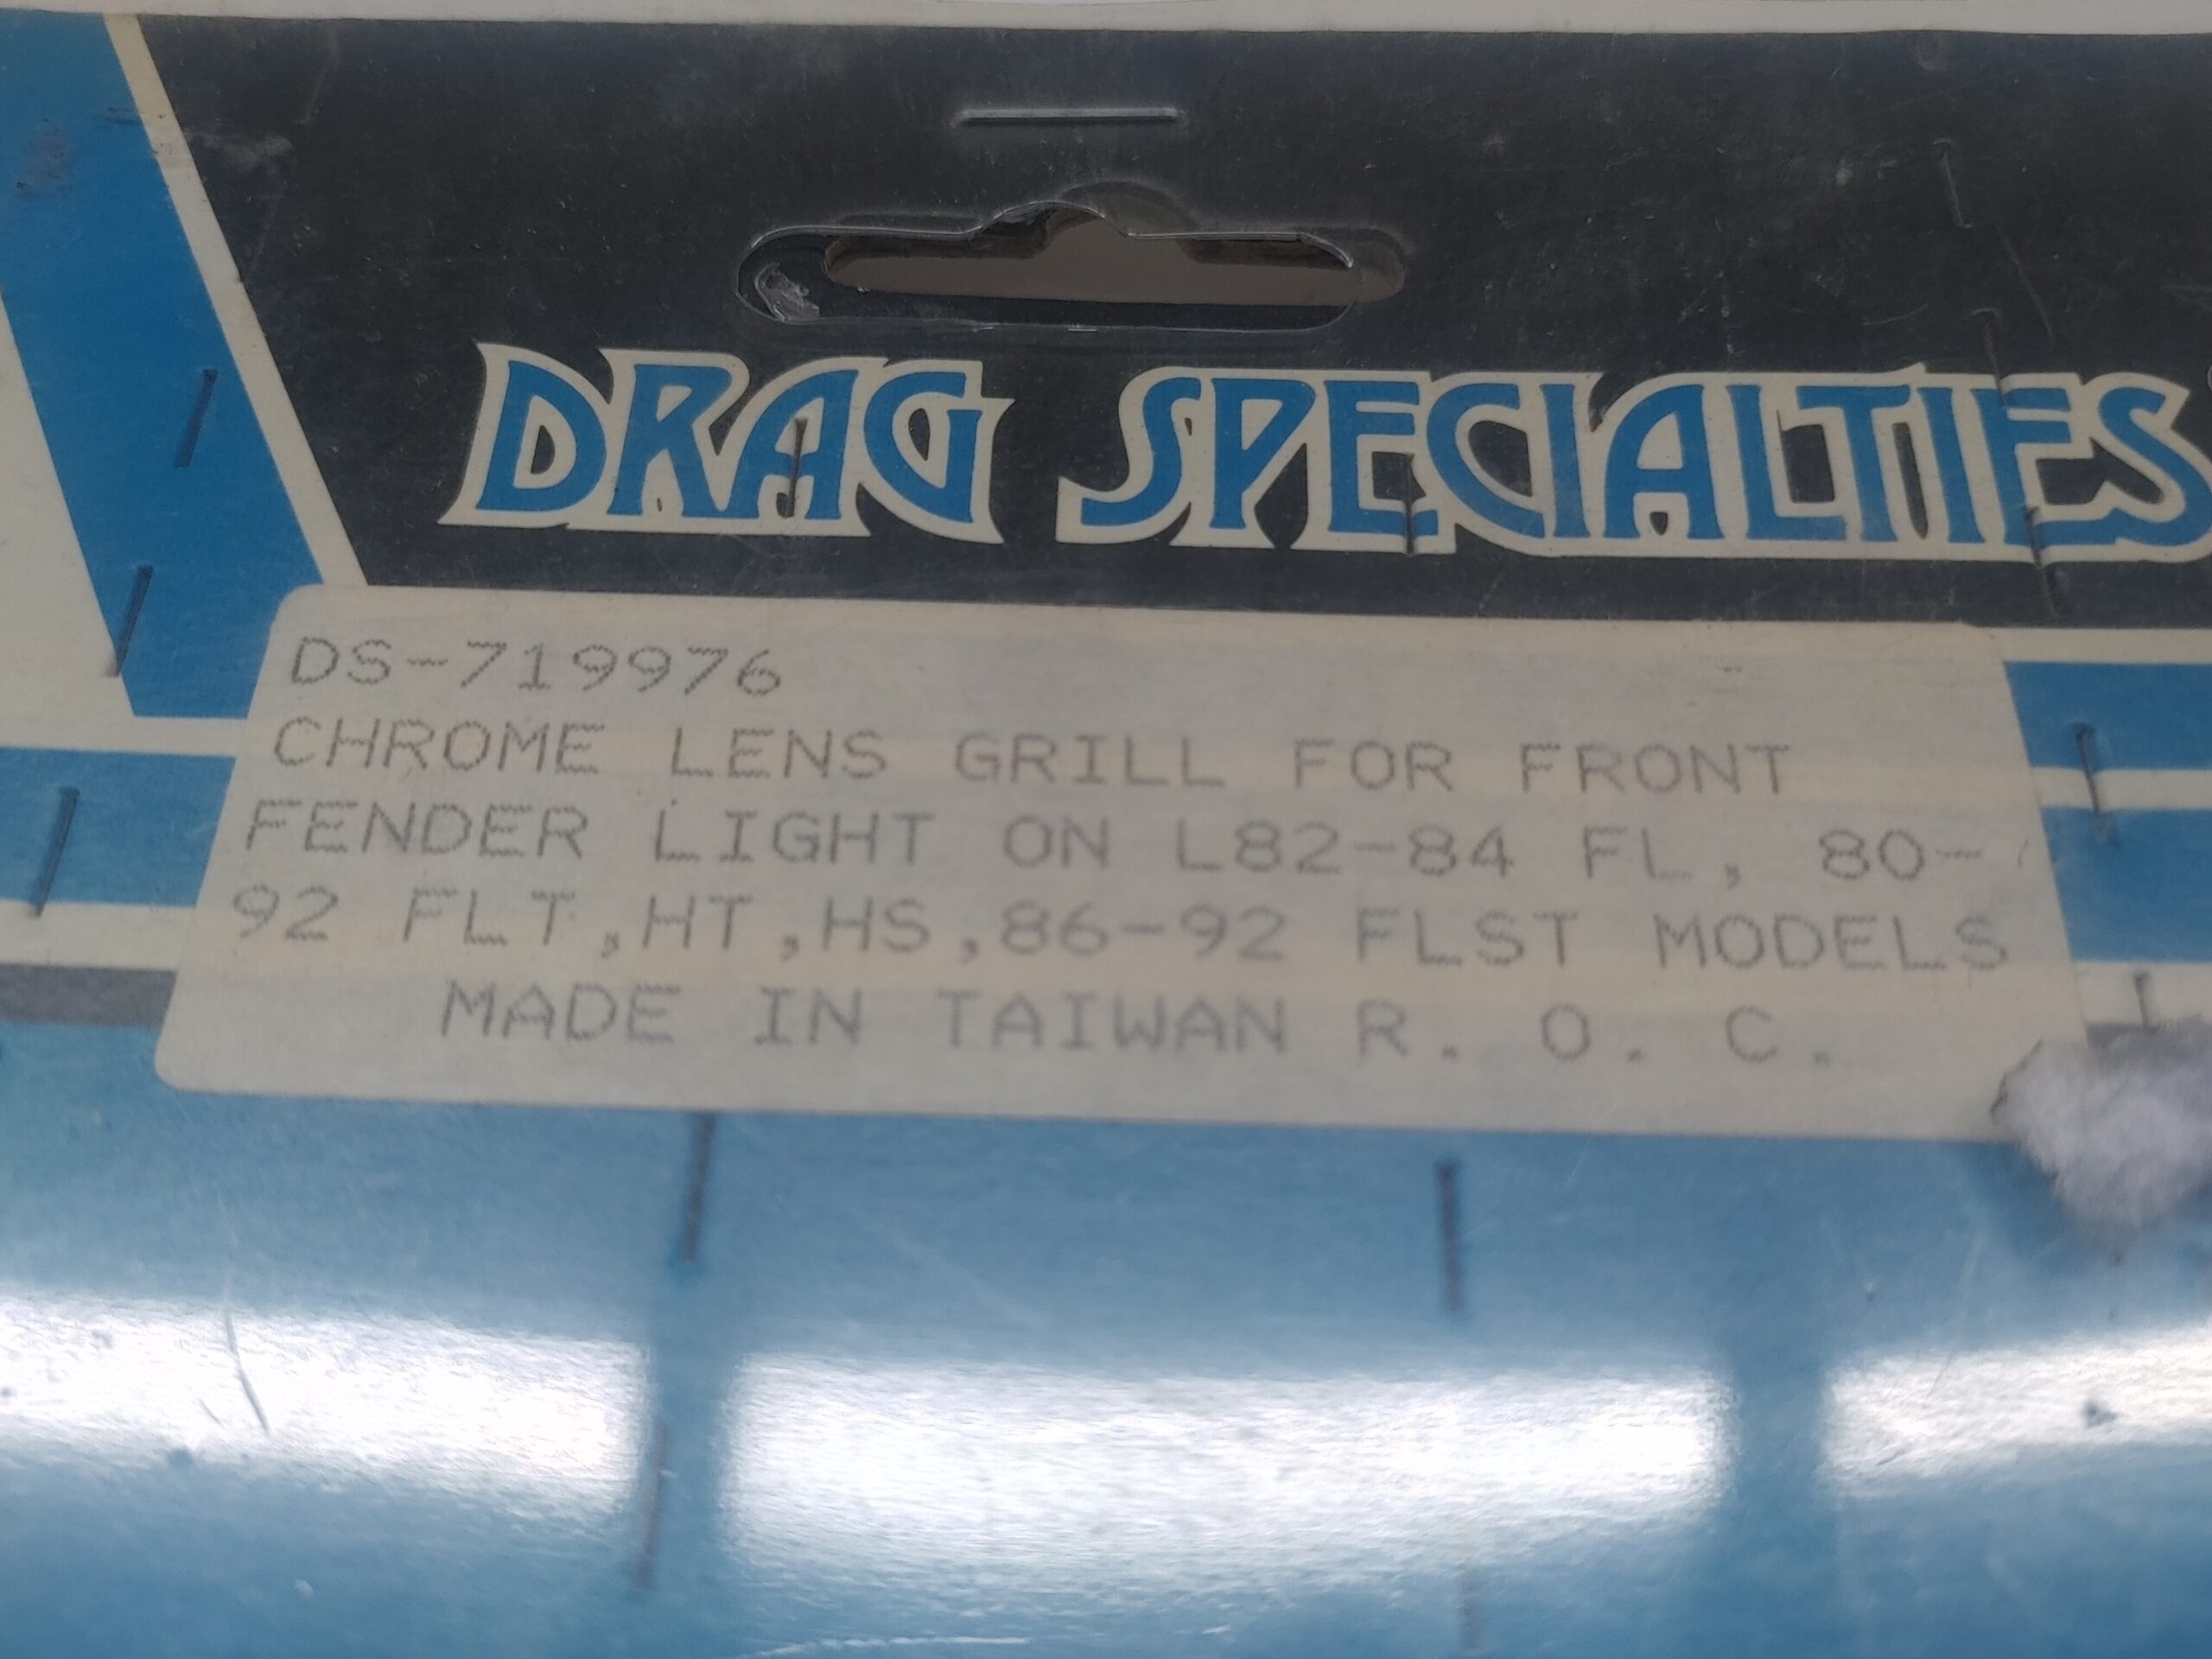 DRAG SPECIALTIES
DS-719976
CHROME LENS GRILL FOR FRONT
FENDER LIGHT ON L82-84 FL, 80-
92 FLT,HT,HS,86-92 FLST MODELS
MADE IN TAIWAN R. O. C.